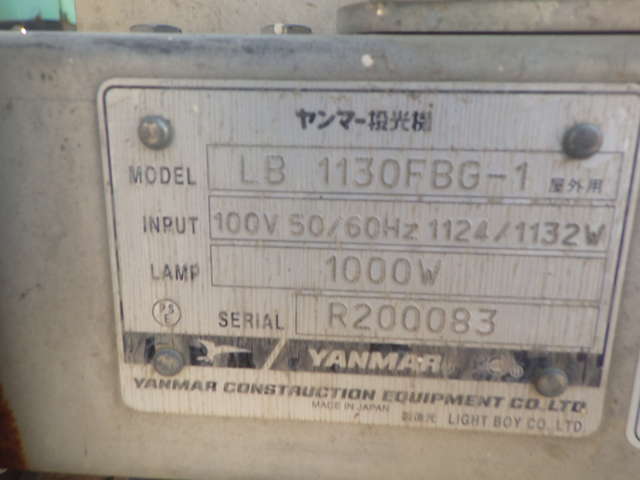 ヤンマー投光機
MODEL LB 1130FBG-1 屋外用
INPUT 100V 50/60Hz 1124/1132W
LAMP 1000W
PS E SERIAL R200083
YANMAR
YANMAR CONSTRUCTION EQUIPMENT CO.,LTD.
MADE IN JAPAN 製造元 LIGHT BOY CO., LTD.